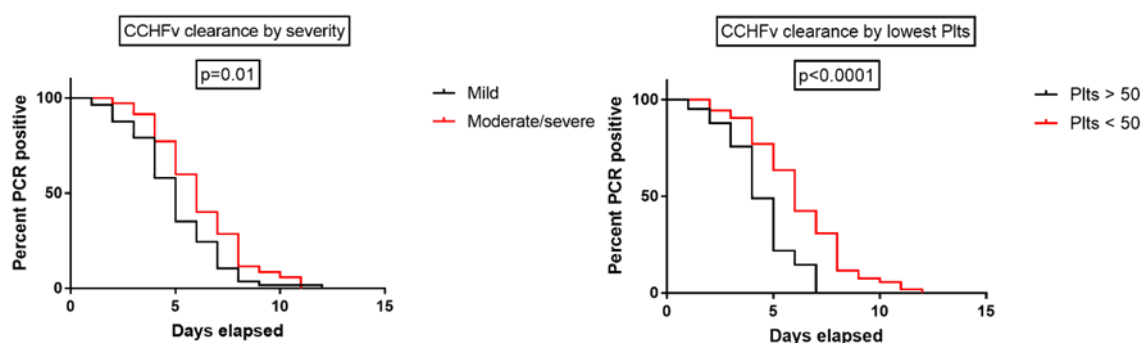 CCHFv clearance by severity
p=0.01
100
50
0
0 5 10 15
Percent PCR positive
Days elapsed
Mild
Moderate/severe
CCHFv clearance by lowest Plts
p<0.0001
100
50
0
0 5 10 15
Percent PCR positive
Days elapsed
Plts > 50
Plts < 50